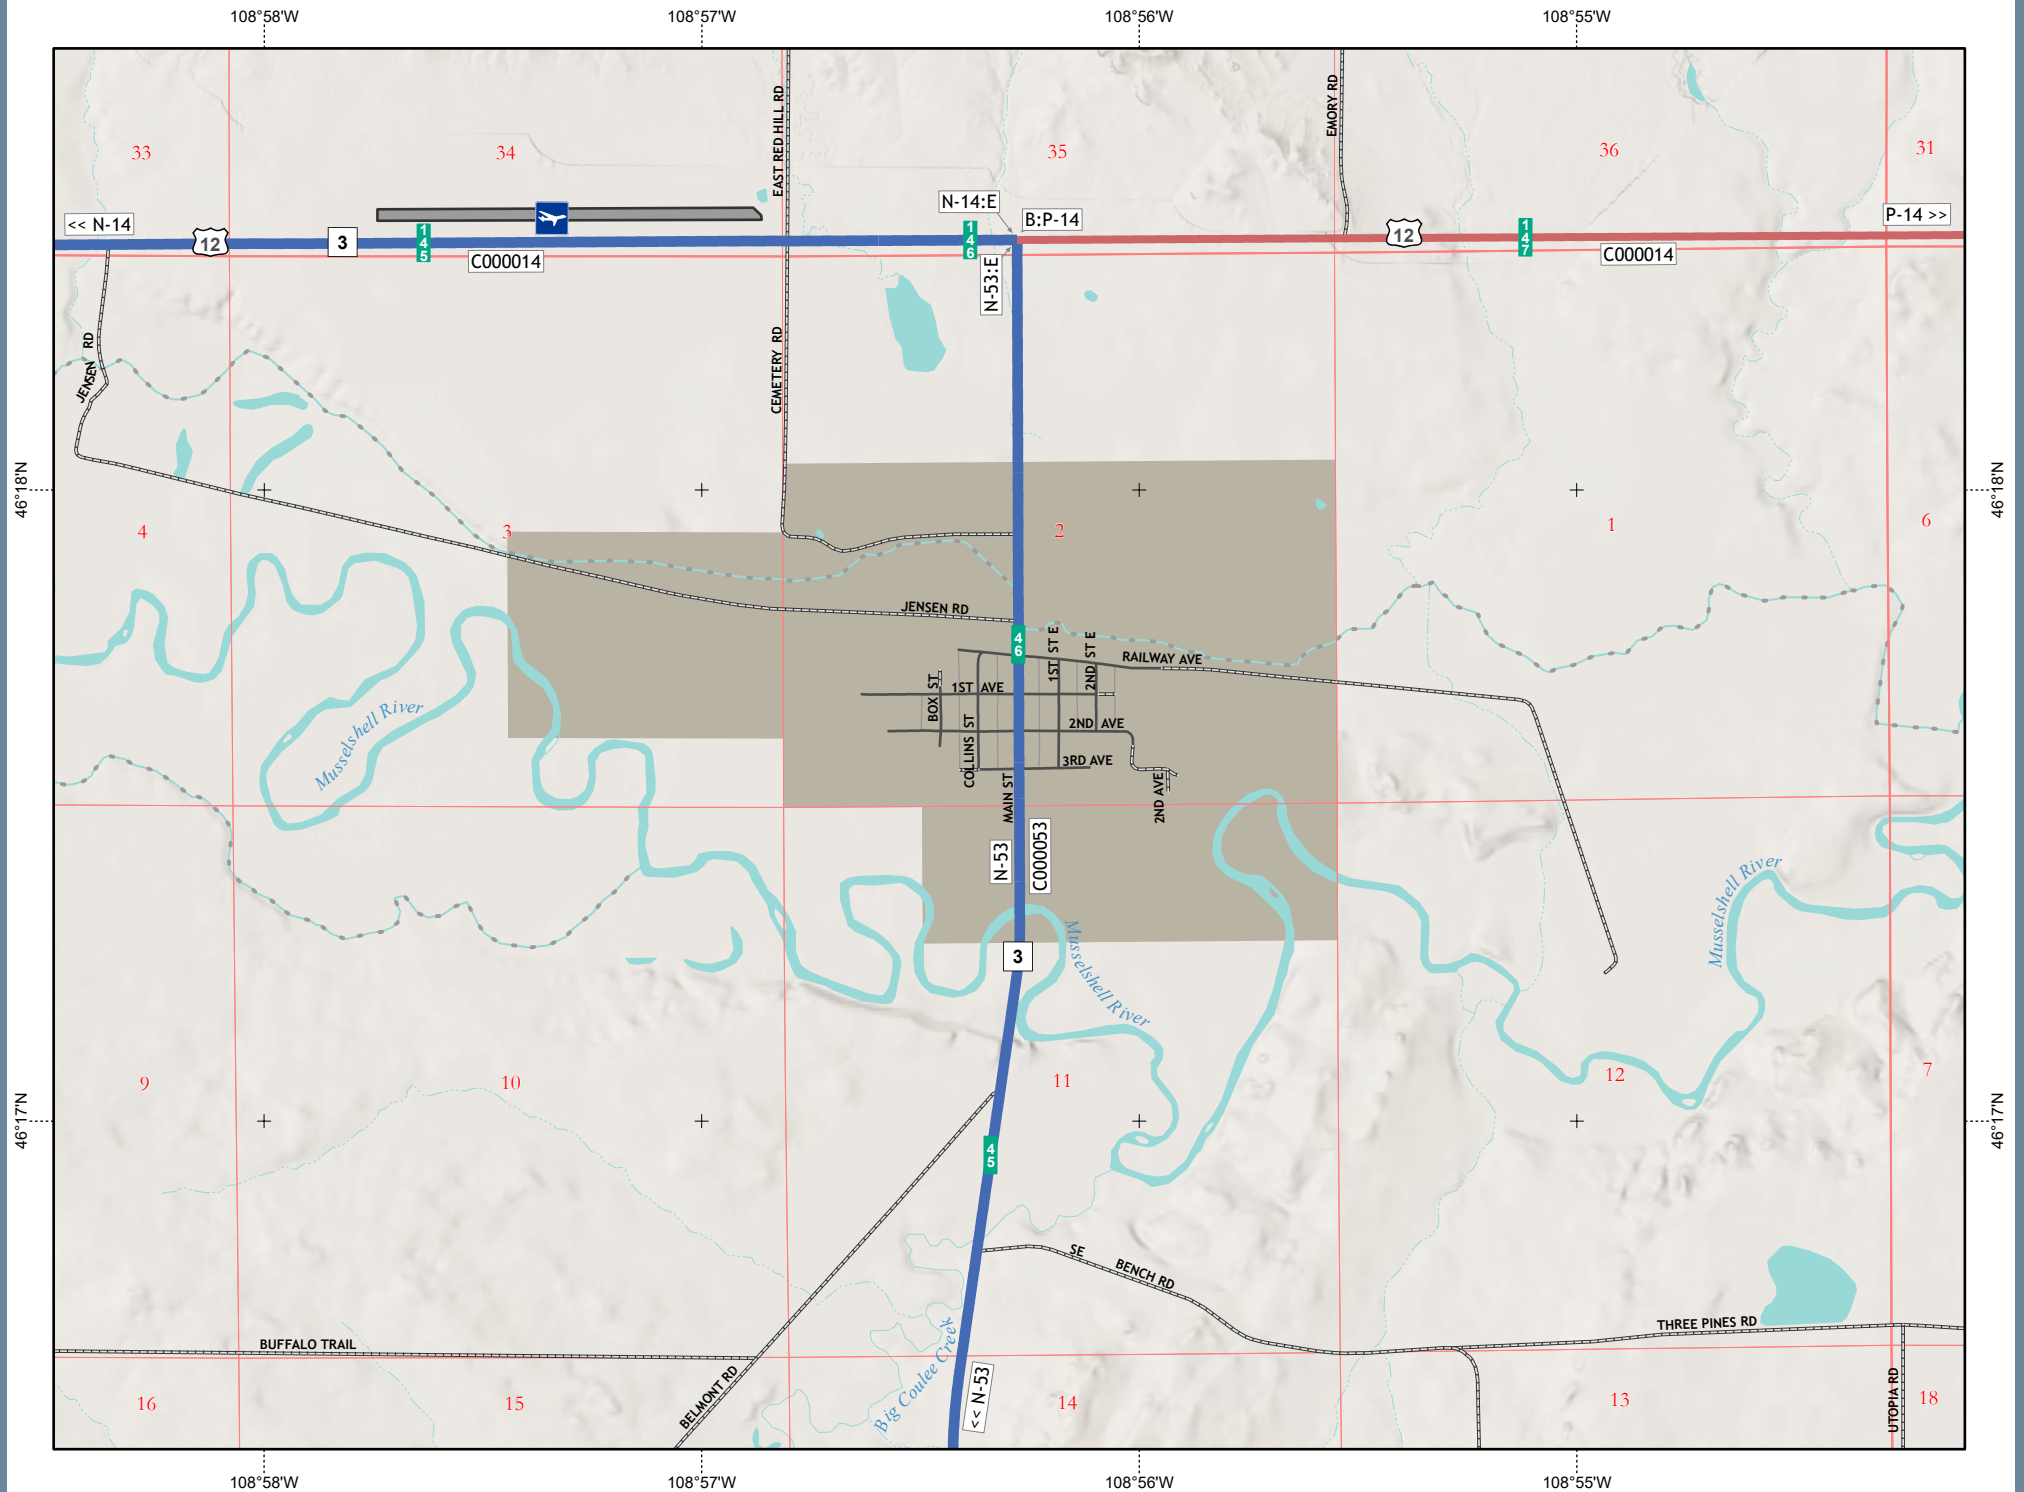 108°58'W
108°57'W
108°56'W
108°55'W
33
34
35
36
31
EAST RED HILL RD
EMORY RD
<< N-14
N-14:E
B:P-14
P-14 >>
12
3
145
146
12
147
C000014
C000014
N-53:E
JENSEN RD
CEMETERY RD
46°18'N
46°18'N
4
3
2
1
6
JENSEN RD
46
1ST ST E
2ND ST E
RAILWAY AVE
BOX ST
1ST AVE
COLLINS ST
2ND AVE
3RD AVE
MAIN ST
2ND AVE
Musselshell River
N-53
C000053
Musselshell River
Musselshell River
3
9
10
11
12
7
46°17'N
46°17'N
45
SE BENCH RD
THREE PINES RD
BUFFALO TRAIL
BELMONT RD
Big Coulee Creek
<< N-53
UTOPIA RD
16
15
14
13
18
108°58'W
108°57'W
108°56'W
108°55'W